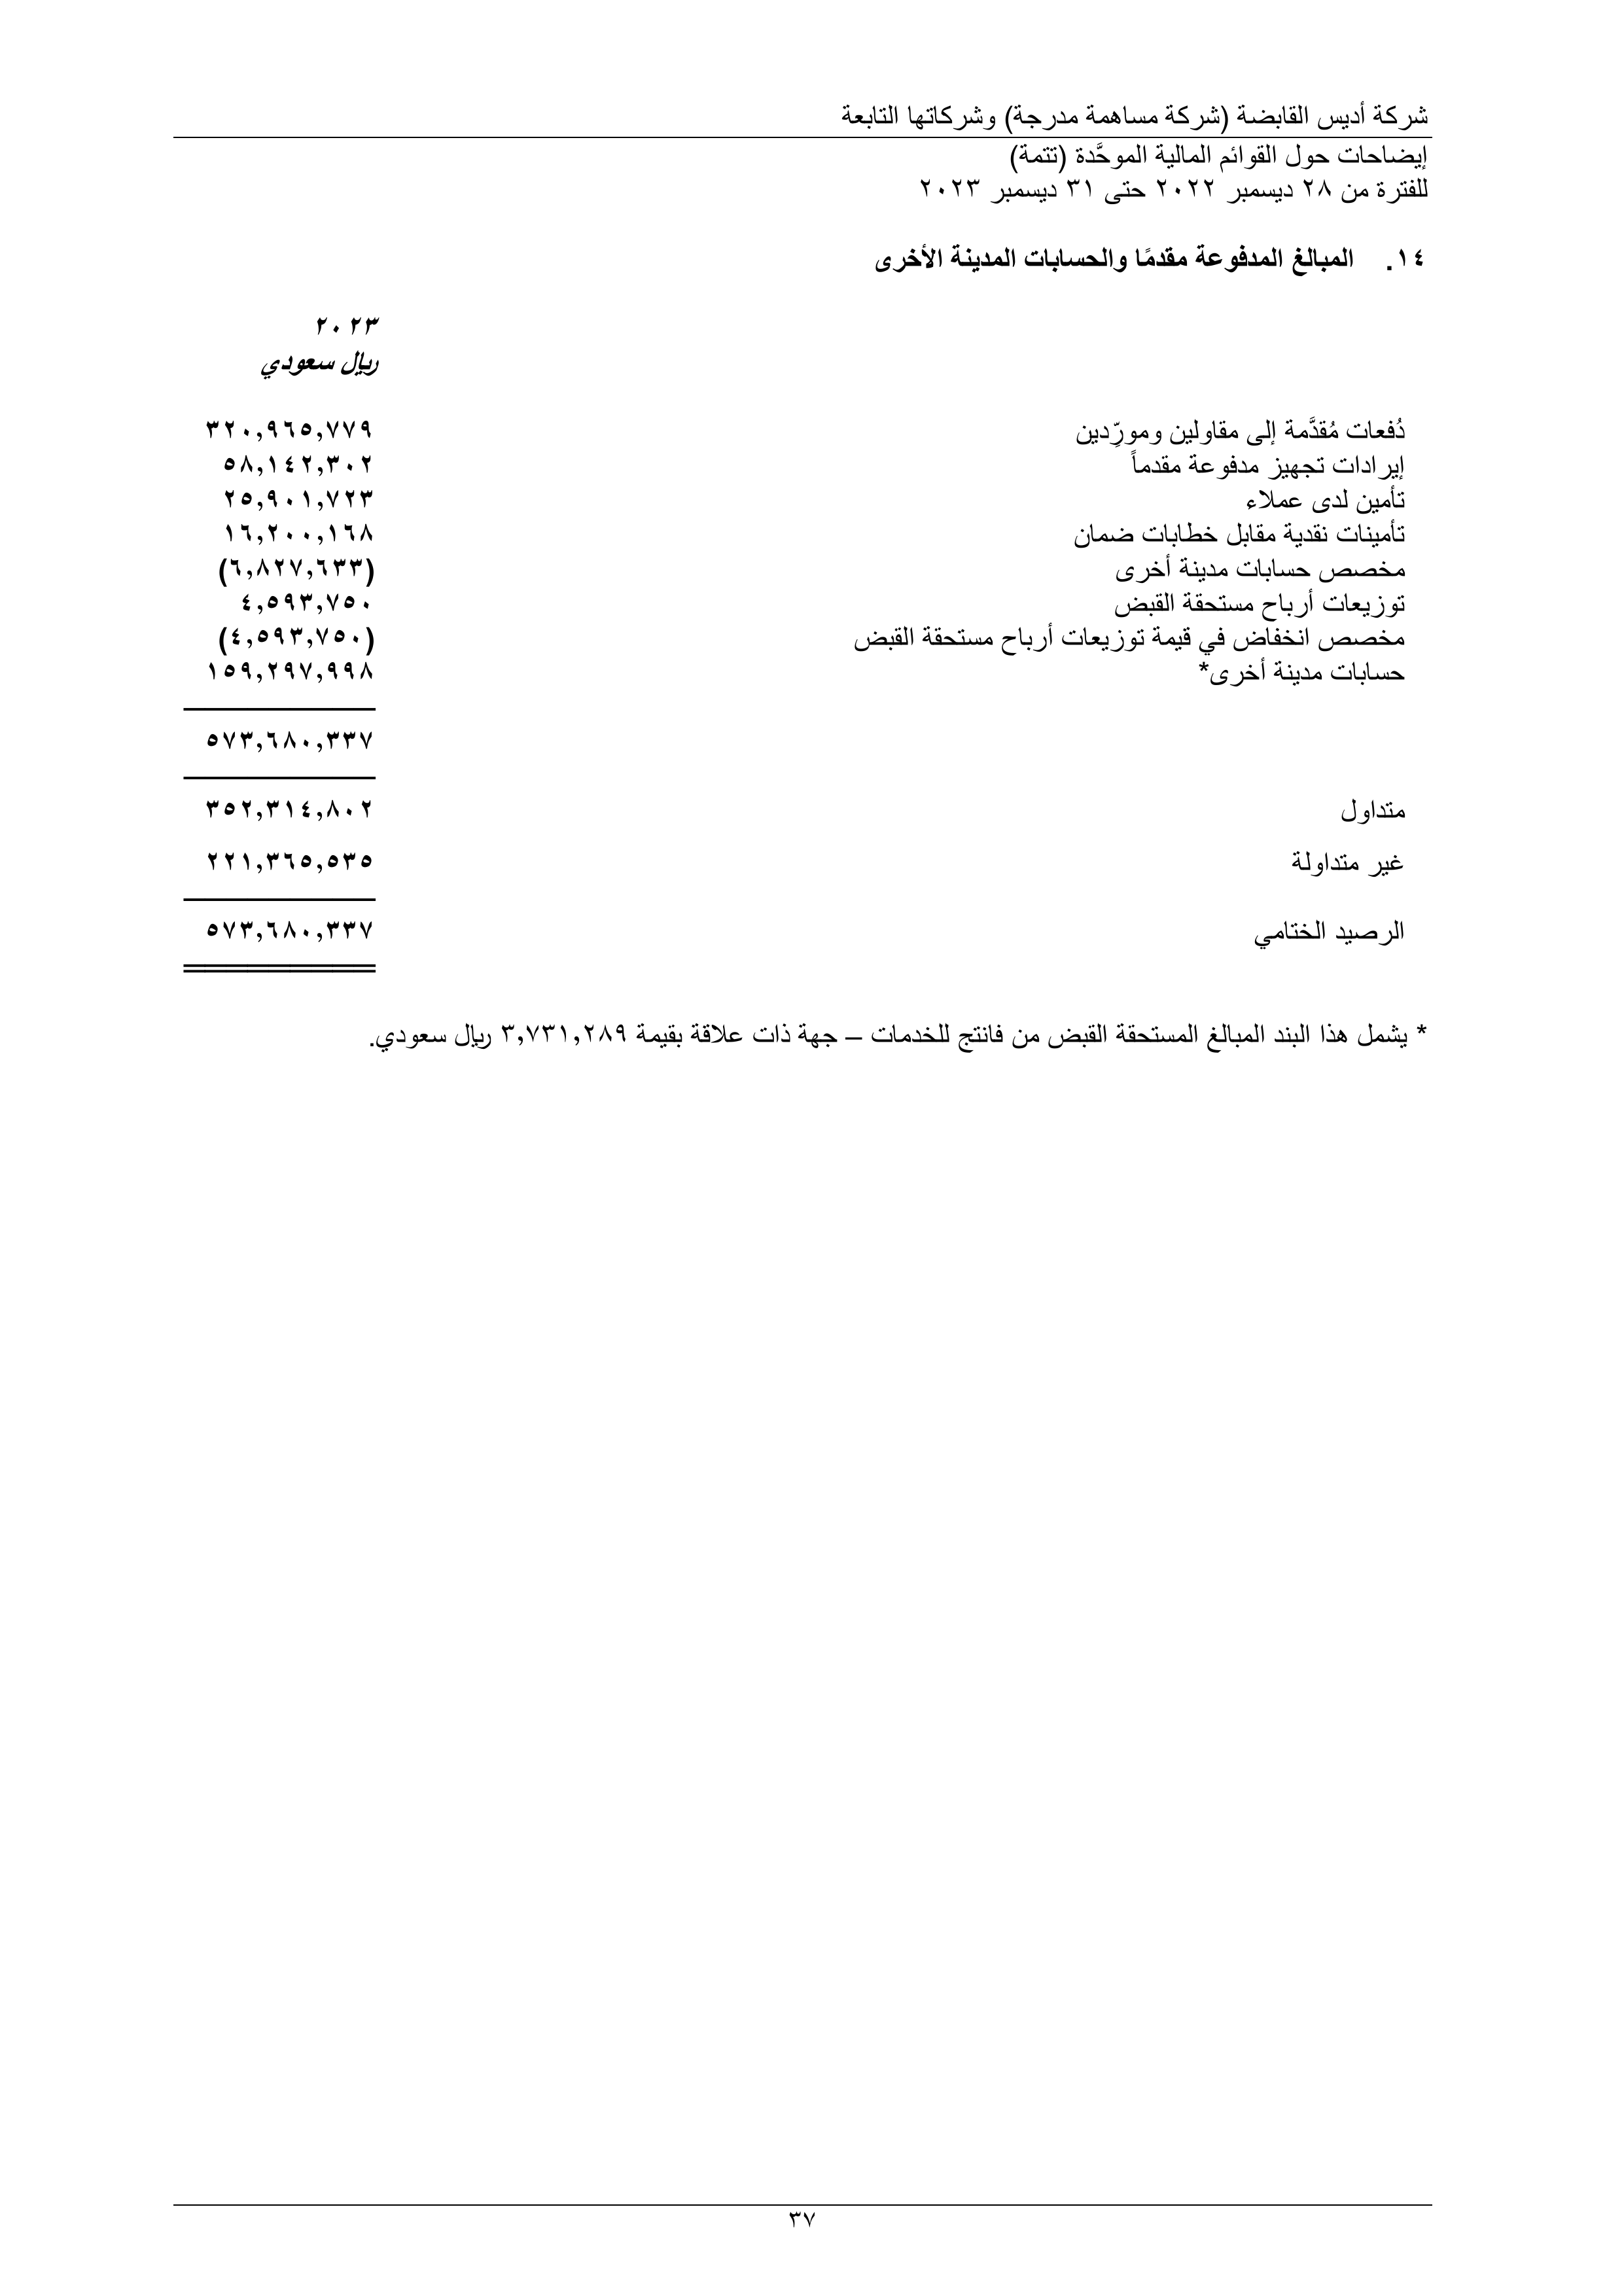 شركة أديس القابضة (شركة مساهمة مدرجة) وشركاتها التابعة
إيضاحات حول القوائم المالية الموحَّدة (تتمة)
للفترة من ٢٨ ديسمبر ٢٠٢٢ حتى ٣١ ديسمبر ٢٠٢٣
١٤. المبالغ المدفوعة مقدمًا والحسابات المدينة الأخرى
٢٠٢٣
ريال سعودي
دُفعات مُقدَّمة إلى مقاولين ومورِّدين ٣٢٠,٩٦٥,٧٧٩
إيرادات تجهيز مدفوعة مقدماً ٥٨,١٤٢,٣٠٢
تأمين لدى عملاء ٢٥,٩٠١,٧٢٣
تأمينات نقدية مقابل خطابات ضمان ١٦,٢٠٠,١٦٨
مخصص حسابات مدينة أخرى (٦,٨٢٧,٦٣٣)
توزيعات أرباح مستحقة القبض ٤,٥٩٣,٧٥٠
مخصص انخفاض في قيمة توزيعات أرباح مستحقة القبض (٤,٥٩٣,٧٥٠)
حسابات مدينة أخرى* ١٥٩,٢٩٧,٩٩٨
٥٧٣,٦٨٠,٣٣٧
متداول ٣٥٢,٣١٤,٨٠٢
غير متداولة ٢٢١,٣٦٥,٥٣٥
الرصيد الختامي ٥٧٣,٦٨٠,٣٣٧
* يشمل هذا البند المبالغ المستحقة القبض من فانتج للخدمات – جهة ذات علاقة بقيمة ٣,٧٣١,٢٨٩ ريال سعودي.
٣٧